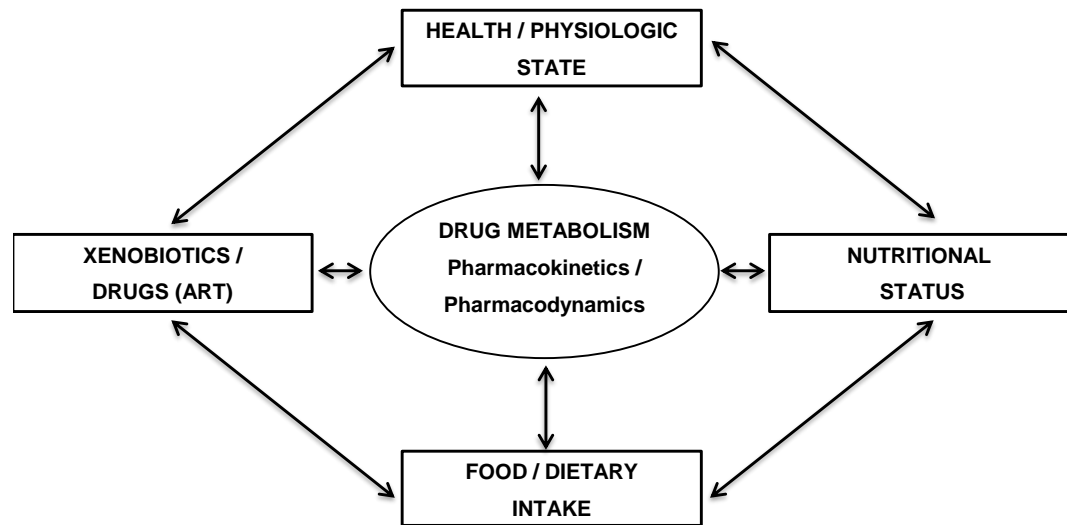 HEALTH / PHYSIOLOGIC
STATE
DRUG METABOLISM
Pharmacokinetics /
Pharmacodynamics
XENOBIOTICS /
DRUGS (ART)
NUTRITIONAL
STATUS
FOOD / DIETARY
INTAKE